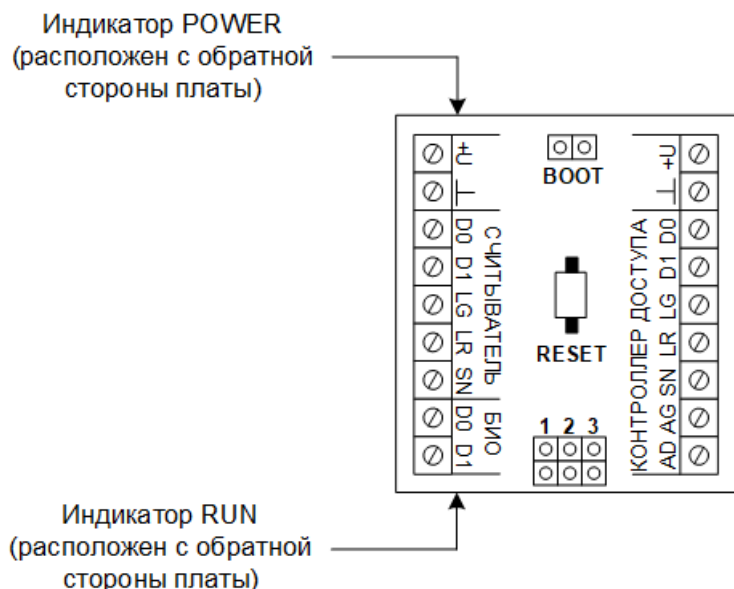 Индикатор POWER
(расположен с обратной
стороны платы)
+U
⊥
D0
D1
LG
LR
SN
СЧИТЫВАТЕЛЬ
D0
D1
БИО
BOOT
RESET
1 2 3
+U
⊥
D0
D1
LG
LR
SN
AG
AD
КОНТРОЛЛЕР ДОСТУПА
Индикатор RUN
(расположен с обратной
стороны платы)